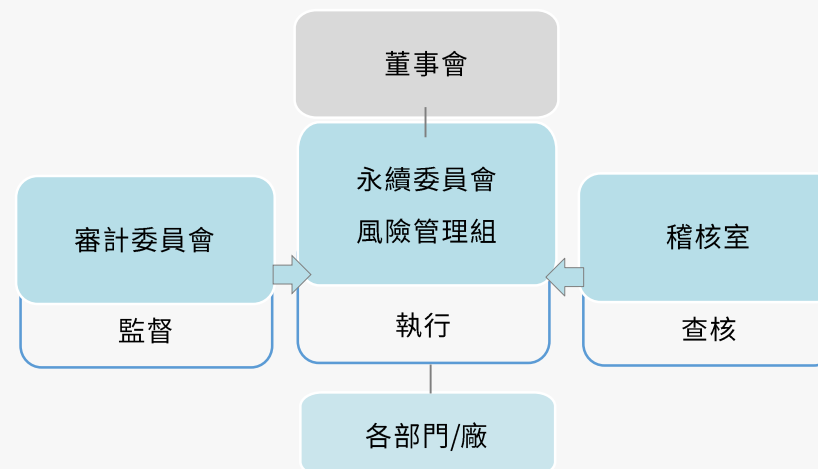 董事會
永續委員會
風險管理組
審計委員會
稽核室
執行
監督
查核
各部門/廠